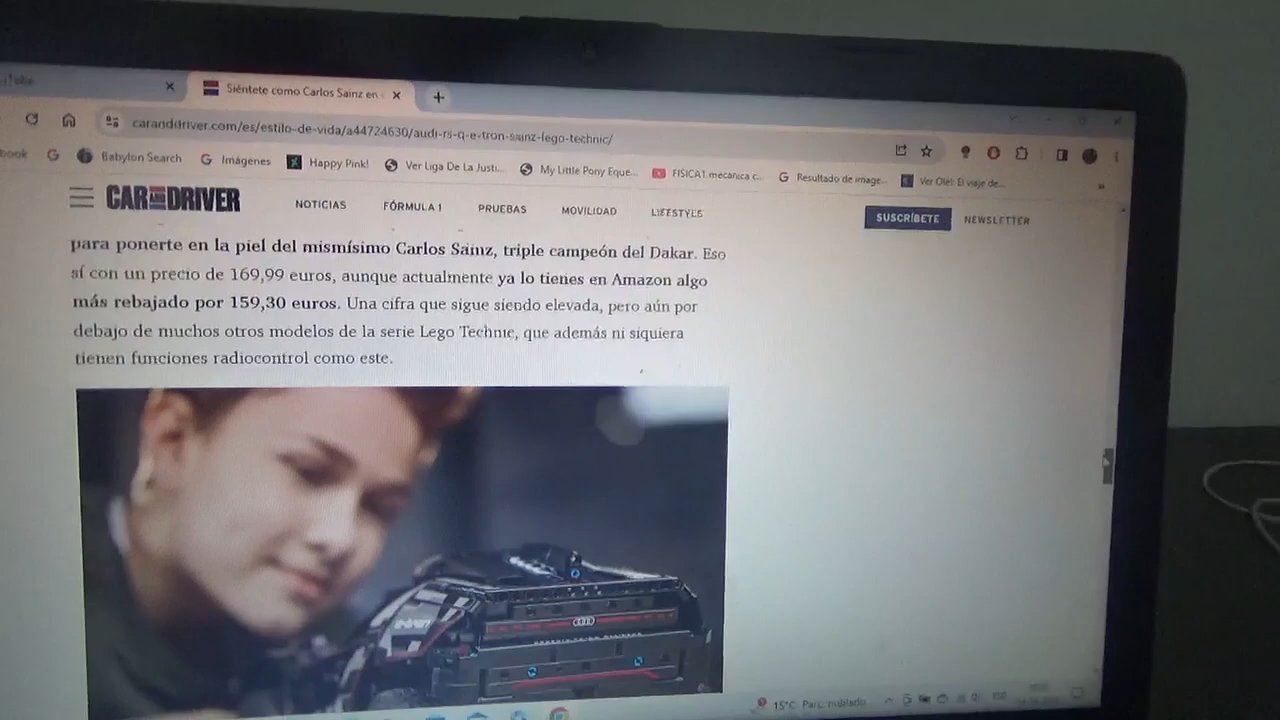 Siéntete como Carlos Sainz en
caranddriver.com/es/estilo-de-vida/a44724630/audi-rs-q-e-tron-sainz-lego-technic/
book
Babylon Search
Imágenes
Happy Pink!
Ver Liga De La Justi...
My Little Pony Eque...
FISICA1 mecanica c...
Resultado de image...
Ver Olé!: El viaje de...
CAR AND DRIVER
NOTICIAS
FÓRMULA 1
PRUEBAS
MOVILIDAD
LIFESTYLE
SUSCRÍBETE
NEWSLETTER
para ponerte en la piel del mismísimo Carlos Sainz, triple campeón del Dakar. Eso
sí con un precio de 169,99 euros, aunque actualmente ya lo tienes en Amazon algo
más rebajado por 159,30 euros. Una cifra que sigue siendo elevada, pero aún por
debajo de muchos otros modelos de la serie Lego Technic, que además ni siquiera
tienen funciones radiocontrol como este.
15°C Parc. nublado